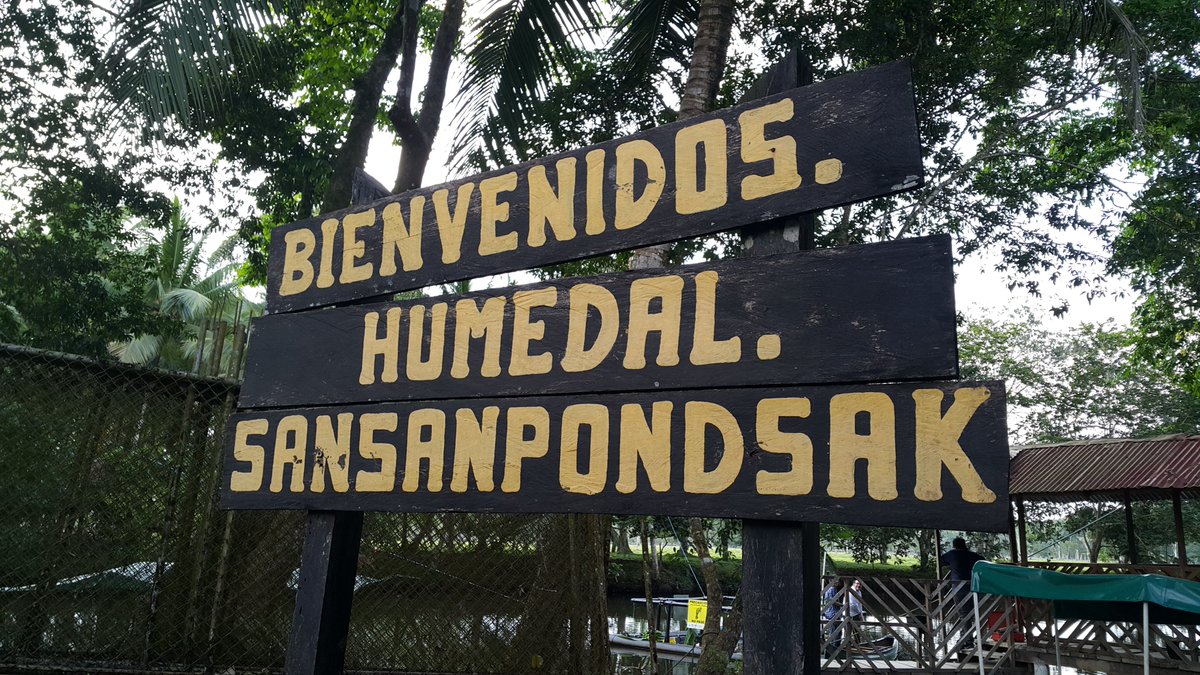 BIENVENIDOS.
HUMEDAL.
SANSANPONDSAK